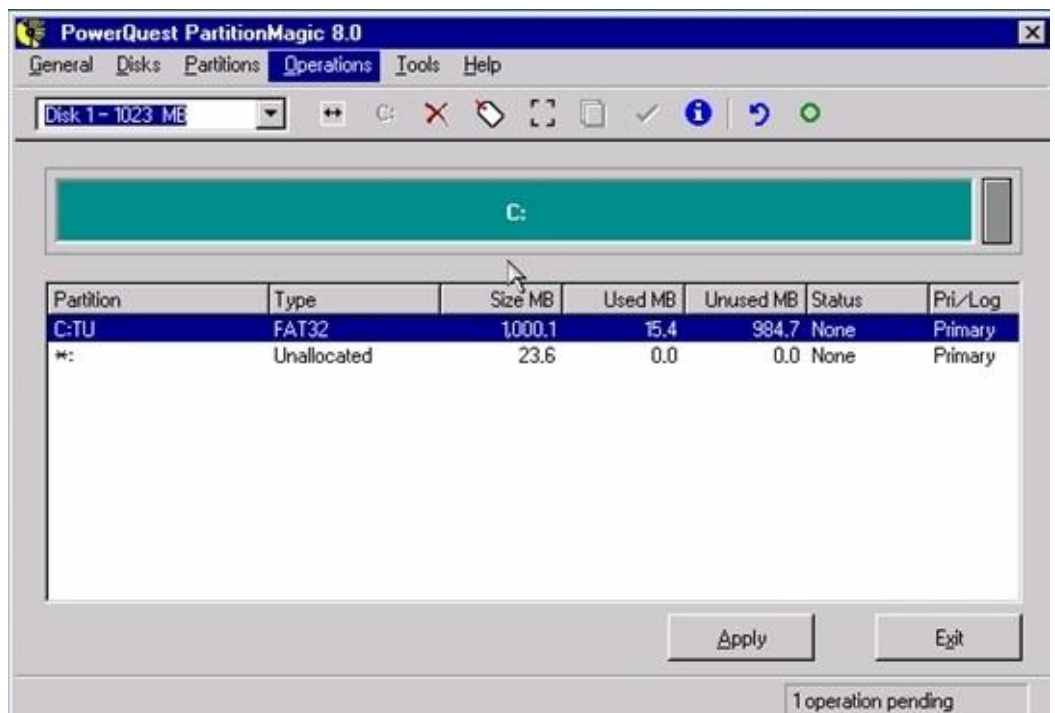 PowerQuest PartitionMagic 8.0
General Disks Partitions Operations Tools Help
Disk 1 - 1023 MB C:
C:
Partition Type Size MB Used MB Unused MB Status Pri/Log
C:TU FAT32 1,000.1 15.4 984.7 None Primary
*: Unallocated 23.6 0.0 0.0 None Primary
Apply Exit
1 operation pending